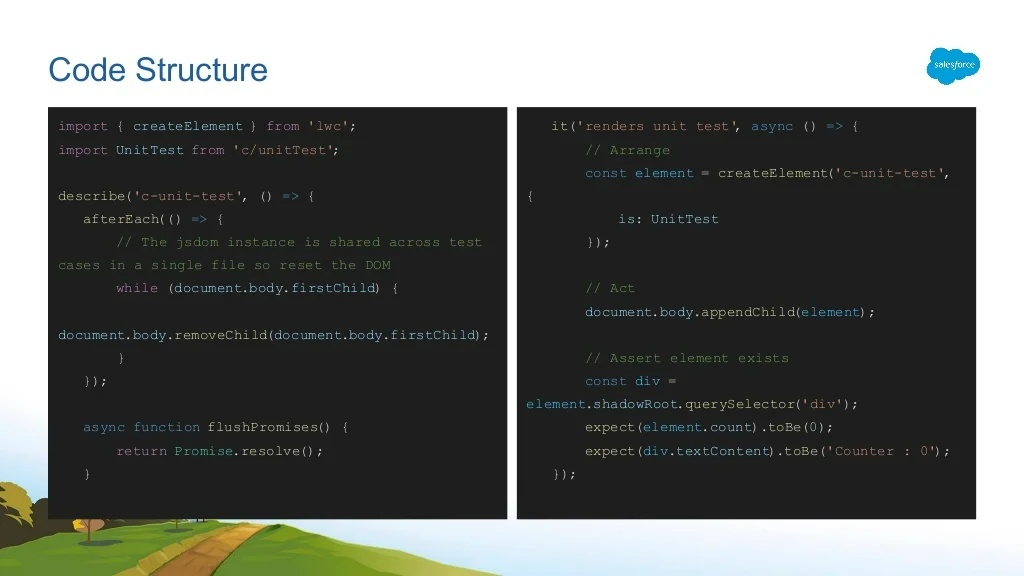 Code Structure
salesforce
import { createElement } from 'lwc';
import UnitTest from 'c/unitTest';
describe('c-unit-test', () => {
afterEach(() => {
// The jsdom instance is shared across test
cases in a single file so reset the DOM
while (document.body.firstChild) {
document.body.removeChild(document.body.firstChild);
}
});
async function flushPromises() {
return Promise.resolve();
}
it('renders unit test', async () => {
// Arrange
const element = createElement('c-unit-test',
{
is: UnitTest
});
// Act
document.body.appendChild(element);
// Assert element exists
const div =
element.shadowRoot.querySelector('div');
expect(element.count).toBe(0);
expect(div.textContent).toBe('Counter : 0');
});